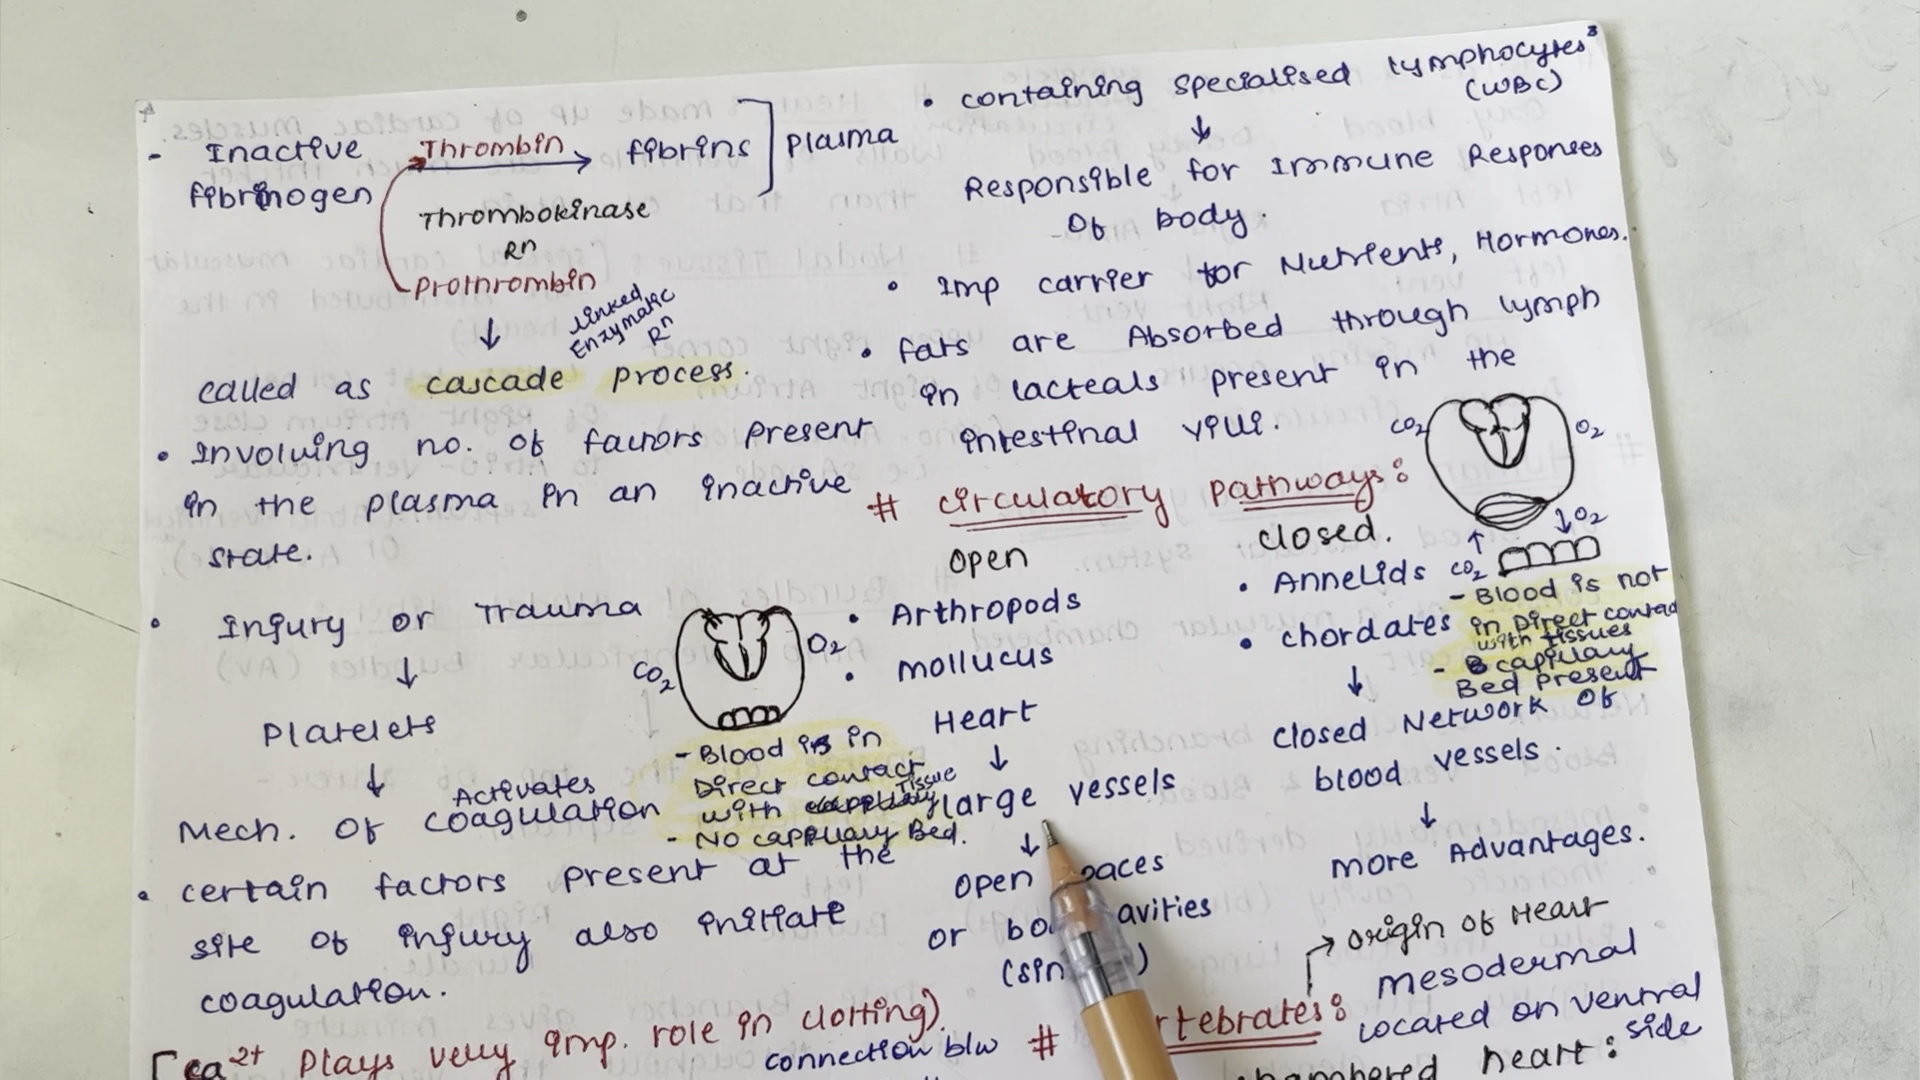 - Inactive Thrombin fibrins ] plasma
fibrinogen
Thrombokinase
Rn
Prothrombin
linked
Enzymatic
Rn
called as cascade process.
• Involving no. of factors present
in the plasma in an inactive
state.
• Injury or Trauma
Platelets
Activates
Mech. of coagulation
• certain factors present at the
site of injury also initiate
coagulation.
[ca2+ plays very imp. role in clotting).
connection b/w
CO2
O2
- Blood is in
Direct contact
with Tissue
- No capillary Bed.
• containing specialised lymphocytes
(WBC)
Responsible for Immune Responses
of body.
• Imp carrier for Nutrients, Hormones.
• fats are Absorbed through lymph
in lacteals present in the
intestinal villi.
# circulatory pathways:
open
• Arthropods
• mollucus
Heart
large vessels
open
or
closed.
• Annelids
• chordates
closed Network of
blood vessels.
more Advantages.
CO2
O2
CO2
O2
- Blood is not
in Direct contact
with tissues
- capillary
Bed present
origin of Heart
mesodermal
#
located on ventral
side
heart: